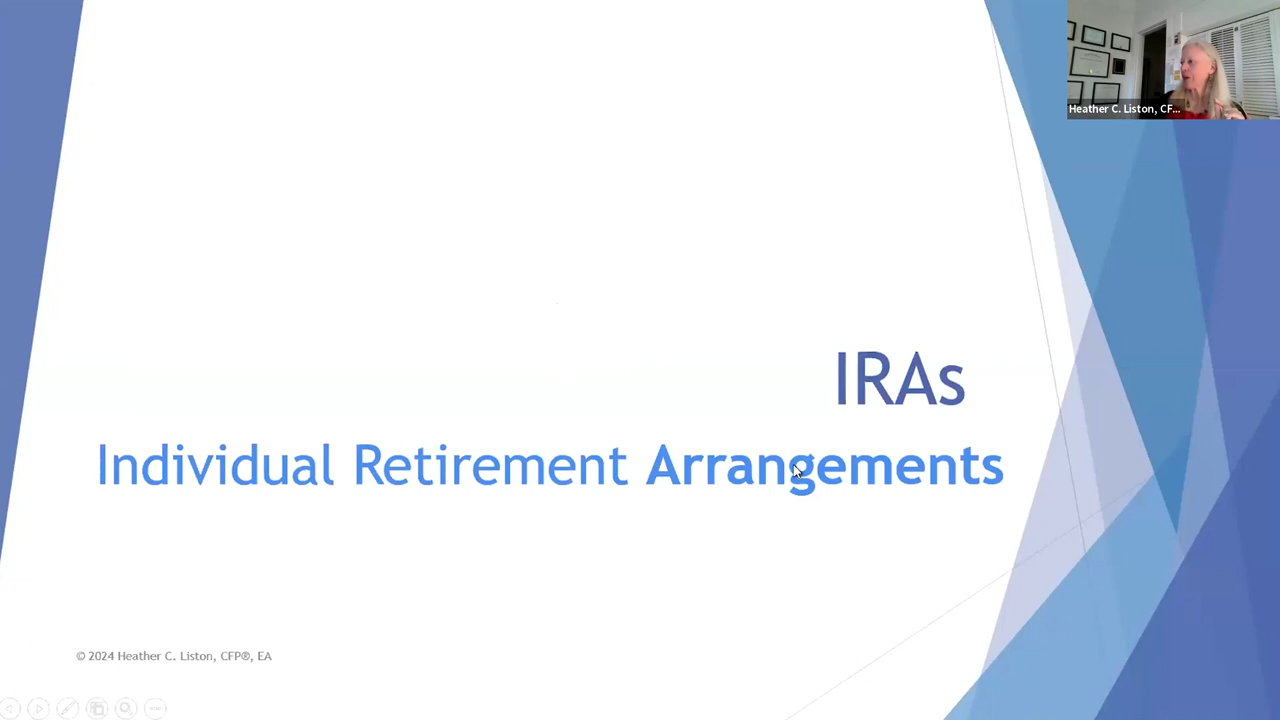 Heather C. Liston, CF...
IRAs
Individual Retirement Arrangements
© 2024 Heather C. Liston, CFP®, EA